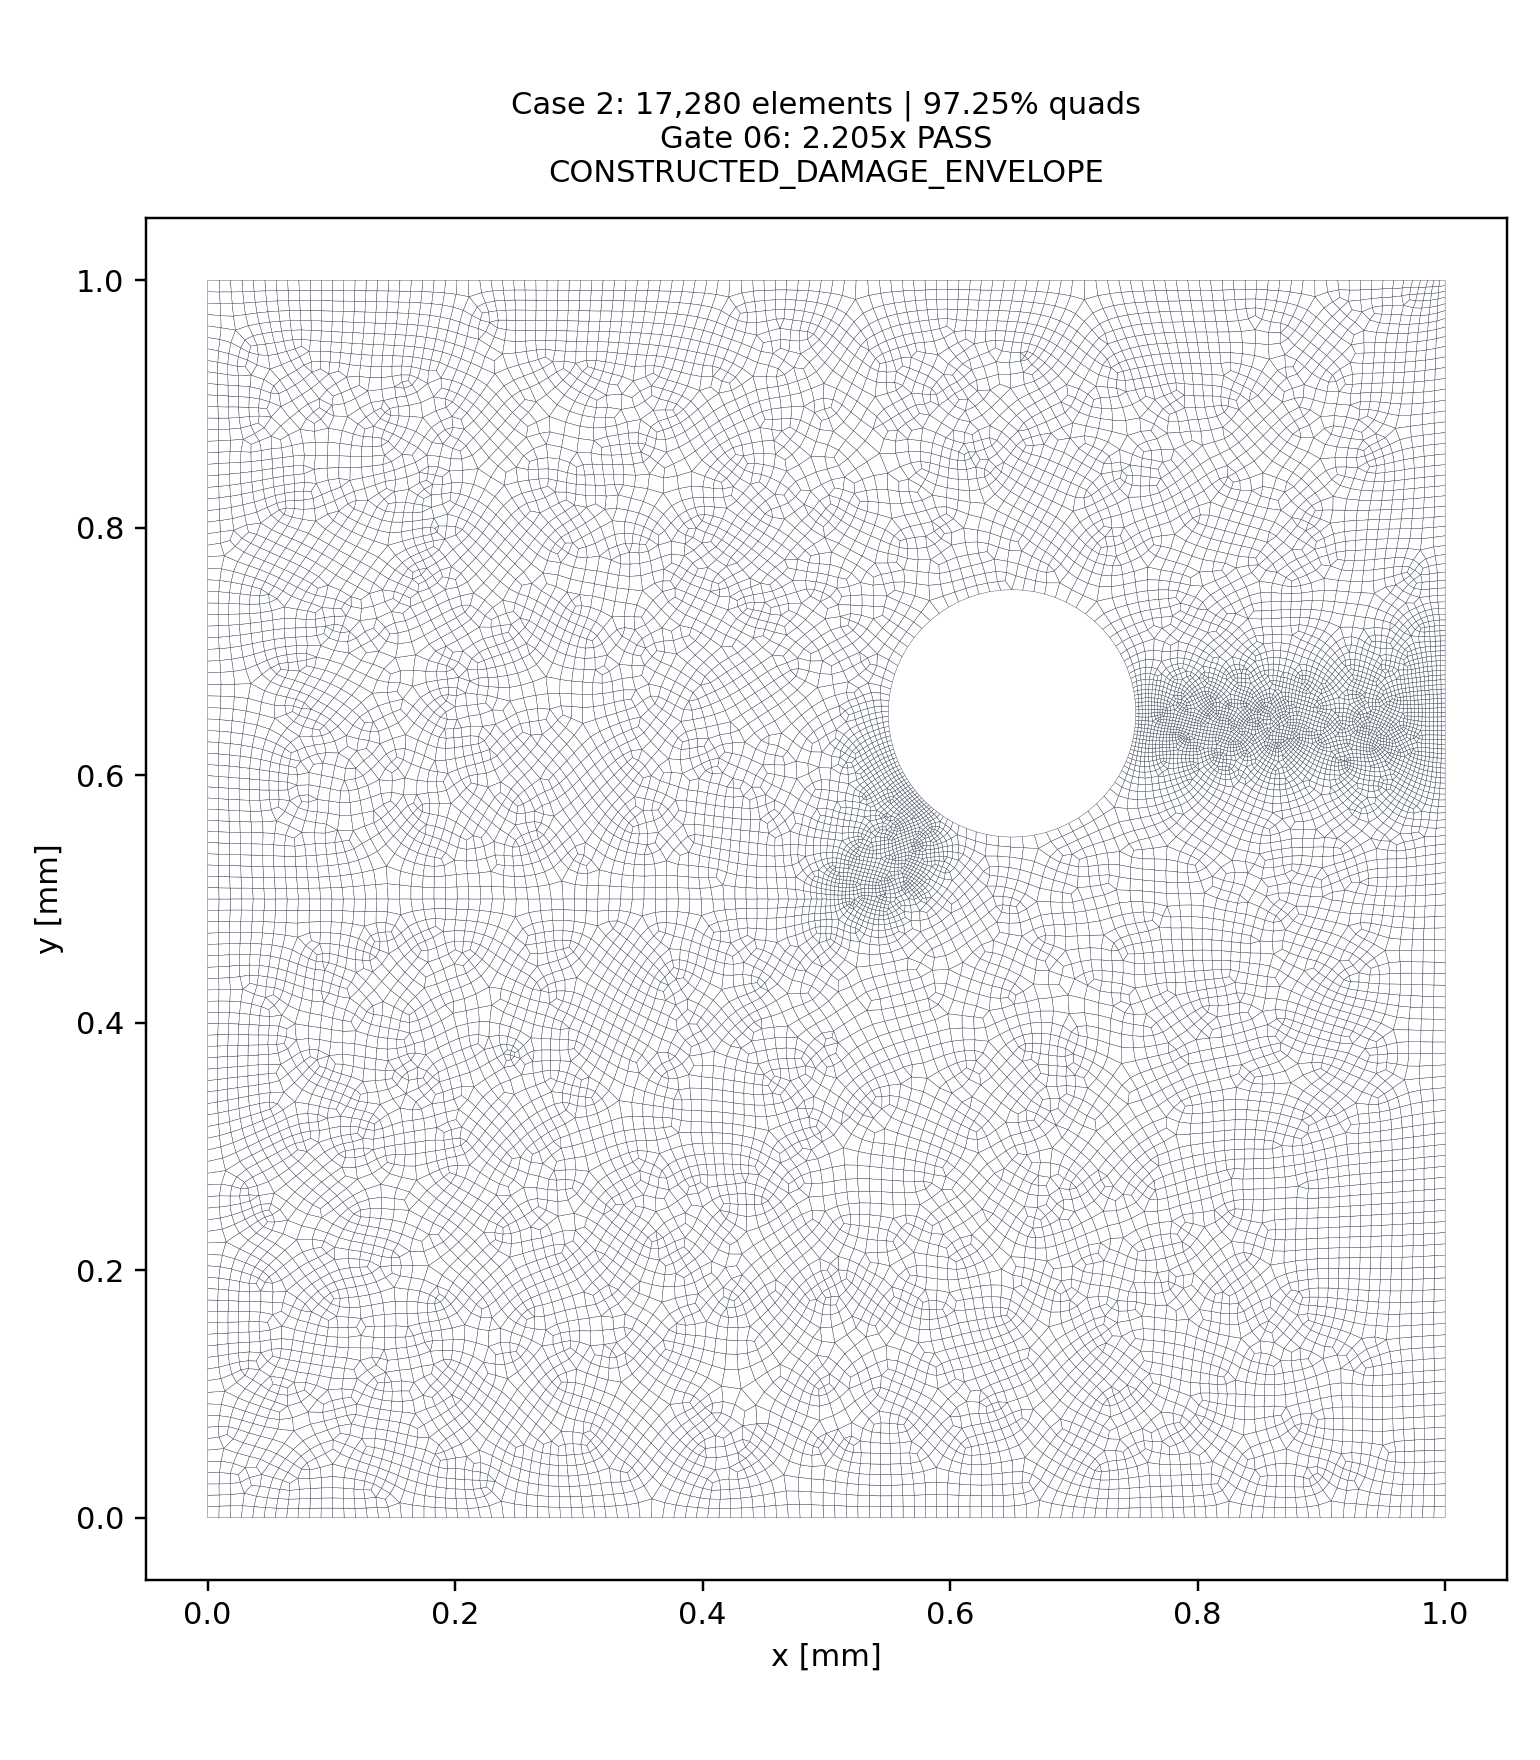 Case 2: 17,280 elements | 97.25% quads
Gate 06: 2.205x PASS
CONSTRUCTED_DAMAGE_ENVELOPE
1.0
0.8
0.6
0.4
0.2
0.0
y [mm]
0.0 0.2 0.4 0.6 0.8 1.0
x [mm]